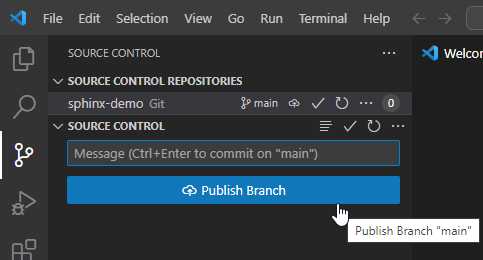 File Edit Selection View Go Run Terminal Help
SOURCE CONTROL
SOURCE CONTROL REPOSITORIES
sphinx-demo Git main 0
SOURCE CONTROL
Message (Ctrl+Enter to commit on "main")
Publish Branch
Publish Branch "main"